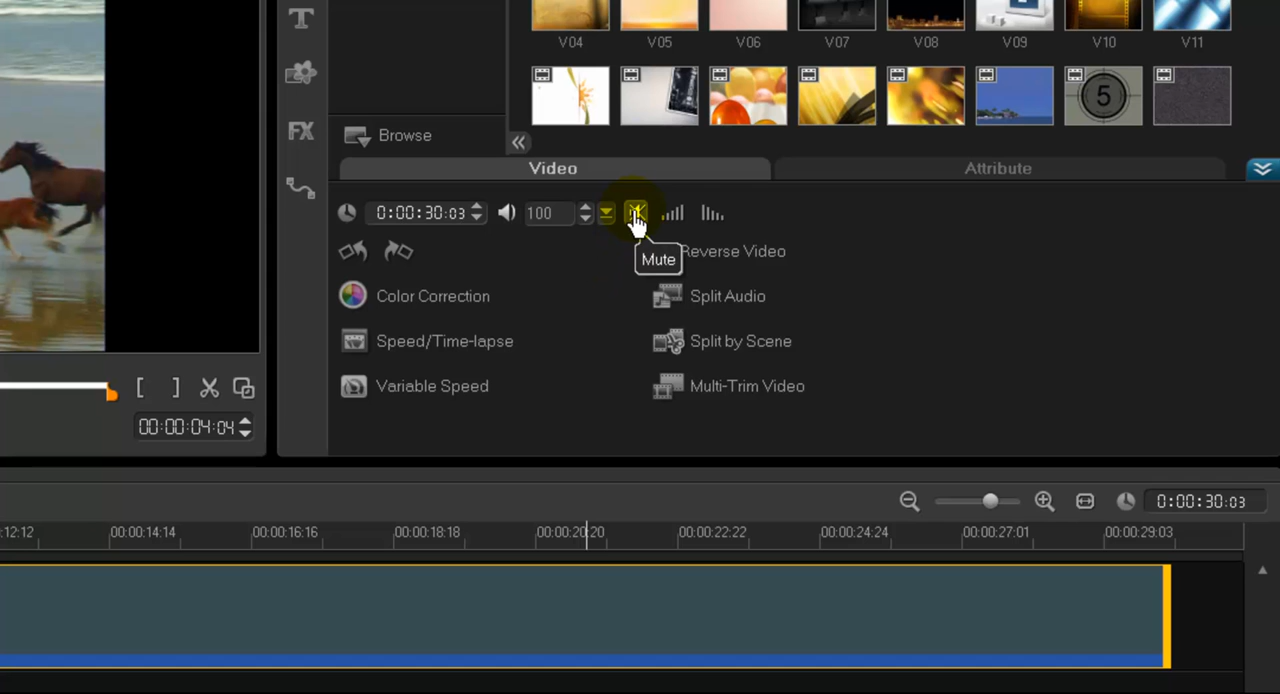 T
V04 V05 V06 V07 V08 V09 V10 V11
FX
5
Browse
Video Attribute
0:00:30:03 100
Mute
Reverse Video
Color Correction Split Audio
Speed/Time-lapse Split by Scene
Variable Speed Multi-Trim Video
[ ]
00:00:04:04
0:00:30:03
:12:12 00:00:14:14 00:00:16:16 00:00:18:18 00:00:20:20 00:00:22:22 00:00:24:24 00:00:27:01 00:00:29:03